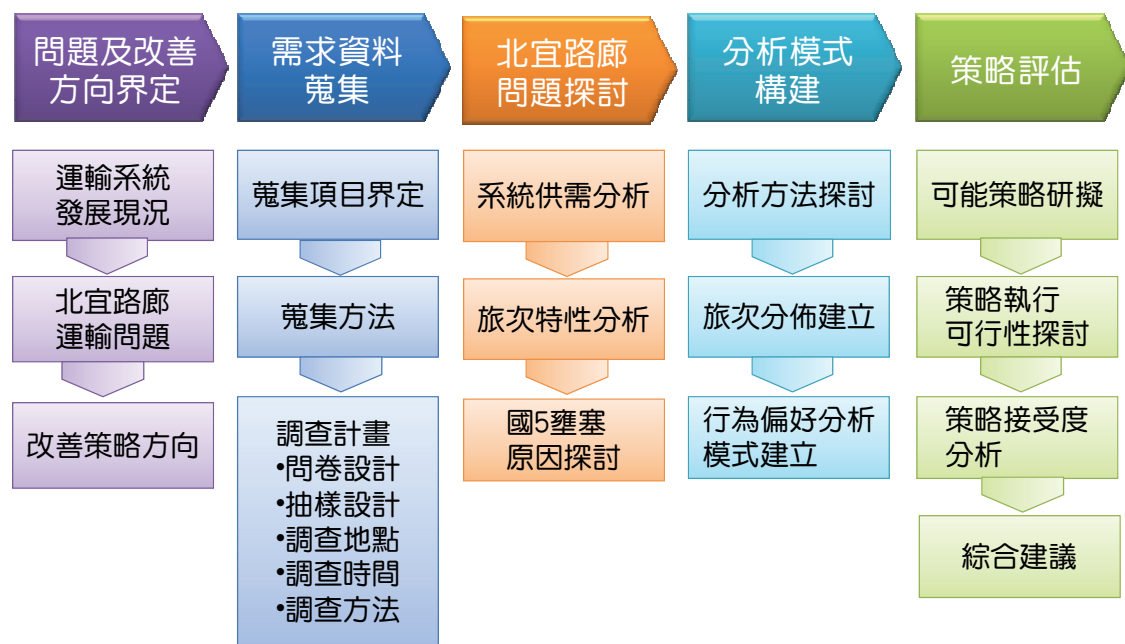 問題及改善
方向界定
需求資料
蒐集
北宜路廊
問題探討
分析模式
構建
策略評估
運輸系統
發展現況
北宜路廊
運輸問題
改善策略方向
蒐集項目界定
蒐集方法
調查計畫
•問卷設計
•抽樣設計
•調查地點
•調查時間
•調查方法
系統供需分析
旅次特性分析
國5壅塞
原因探討
分析方法探討
旅次分佈建立
行為偏好分析
模式建立
可能策略研擬
策略執行
可行性探討
策略接受度
分析
綜合建議